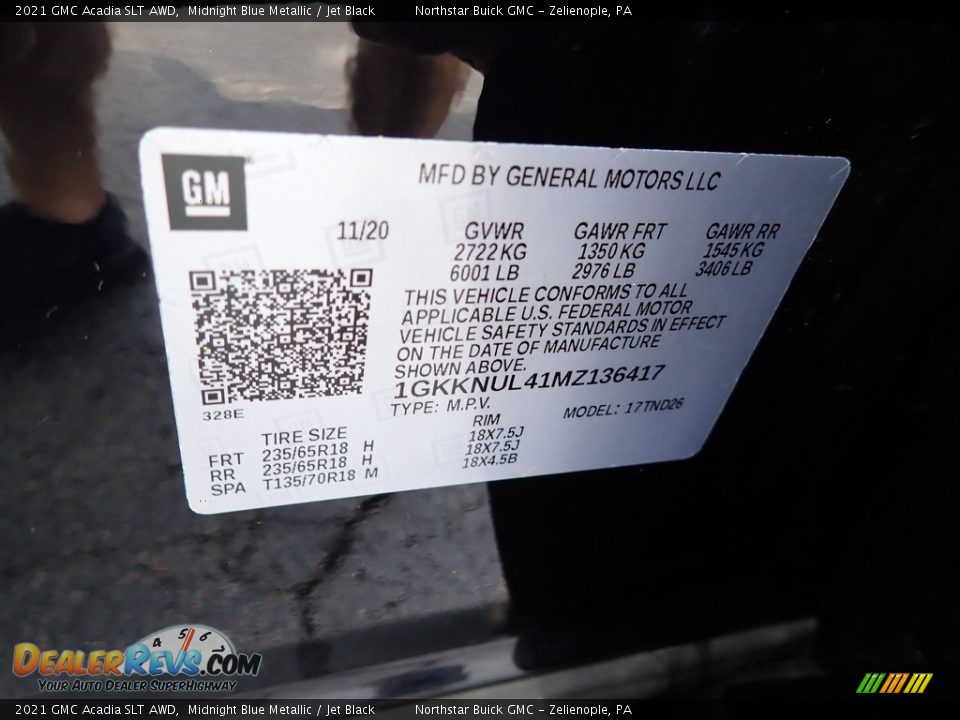 2021 GMC Acadia SLT AWD, Midnight Blue Metallic / Jet Black Northstar Buick GMC - Zelienople, PA
GM
MFD BY GENERAL MOTORS LLC
11/20 GVWR GAWR FRT GAWR RR
2722 KG 1350 KG 1545 KG
6001 LB 2976 LB 3406 LB
THIS VEHICLE CONFORMS TO ALL
APPLICABLE U.S. FEDERAL MOTOR
VEHICLE SAFETY STANDARDS IN EFFECT
ON THE DATE OF MANUFACTURE
SHOWN ABOVE.
1GKKNUL41MZ136417
328E
TYPE: M.P.V. MODEL: 17TND26
TIRE SIZE RIM
FRT 235/65R18 H 18X7.5J
RR 235/65R18 H 18X7.5J
SPA T135/70R18 M 18X4.5B
4 5 6
DEALERREVS.COM
YOUR AUTO DEALER SUPERHIGHWAY
2021 GMC Acadia SLT AWD, Midnight Blue Metallic / Jet Black Northstar Buick GMC - Zelienople, PA